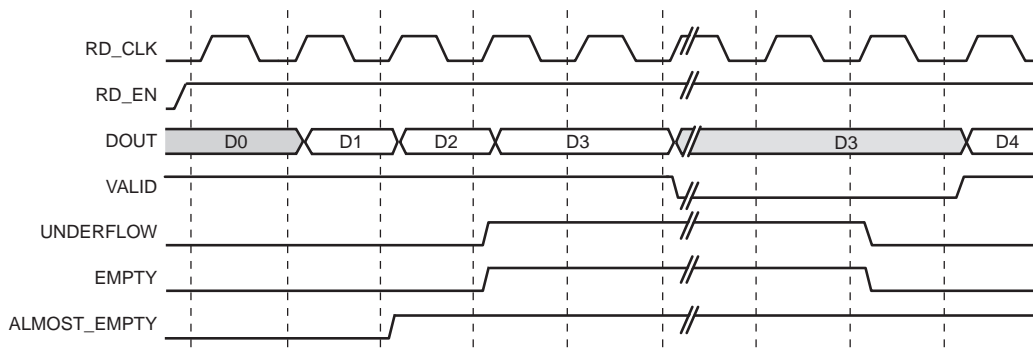 RD_CLK
RD_EN
DOUT D0 D1 D2 D3 D3 D4
VALID
UNDERFLOW
EMPTY
ALMOST_EMPTY